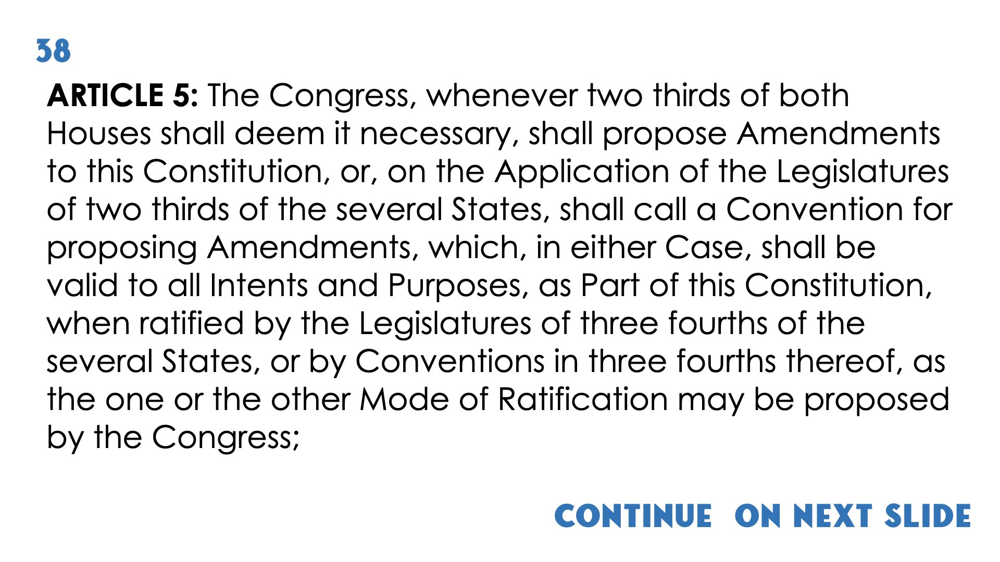 38
ARTICLE 5: The Congress, whenever two thirds of both
Houses shall deem it necessary, shall propose Amendments
to this Constitution, or, on the Application of the Legislatures
of two thirds of the several States, shall call a Convention for
proposing Amendments, which, in either Case, shall be
valid to all Intents and Purposes, as Part of this Constitution,
when ratified by the Legislatures of three fourths of the
several States, or by Conventions in three fourths thereof, as
the one or the other Mode of Ratification may be proposed
by the Congress;
CONTINUE ON NEXT SLIDE